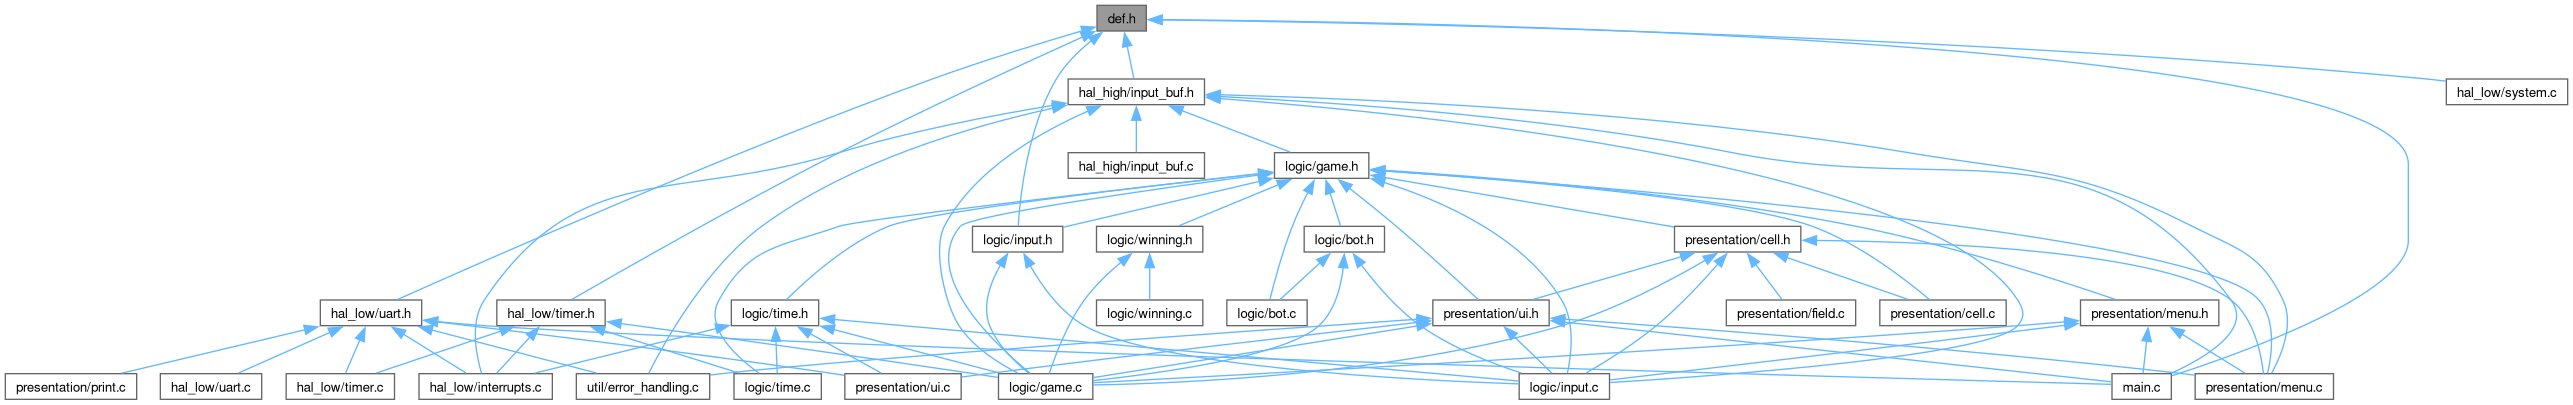 def.h
hal_high/input_buf.h
hal_low/system.c
hal_high/input_buf.c
logic/game.h
logic/input.h
logic/winning.h
logic/bot.h
presentation/cell.h
hal_low/uart.h
hal_low/timer.h
logic/time.h
logic/winning.c
logic/bot.c
presentation/ui.h
presentation/field.c
presentation/cell.c
presentation/menu.h
presentation/print.c
hal_low/uart.c
hal_low/timer.c
hal_low/interrupts.c
util/error_handling.c
logic/time.c
presentation/ui.c
logic/game.c
logic/input.c
main.c
presentation/menu.c